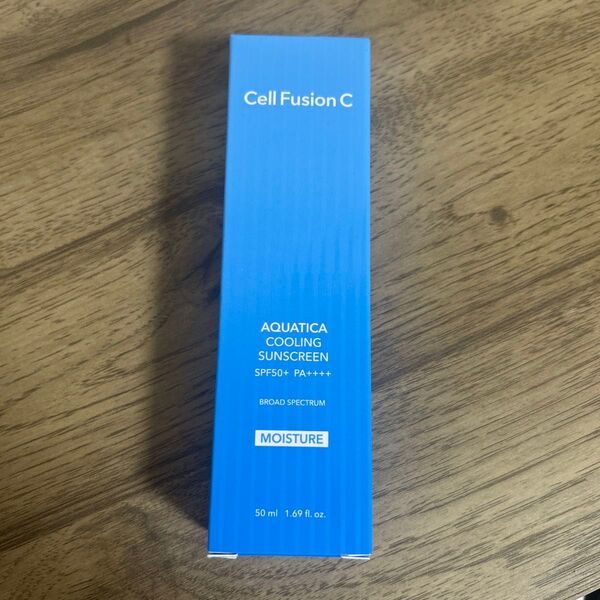 Cell Fusion C
AQUATICA
COOLING
SUNSCREEN
SPF50+ PA++++
BROAD SPECTRUM
MOISTURE
50 ml 1.69 fl. oz.